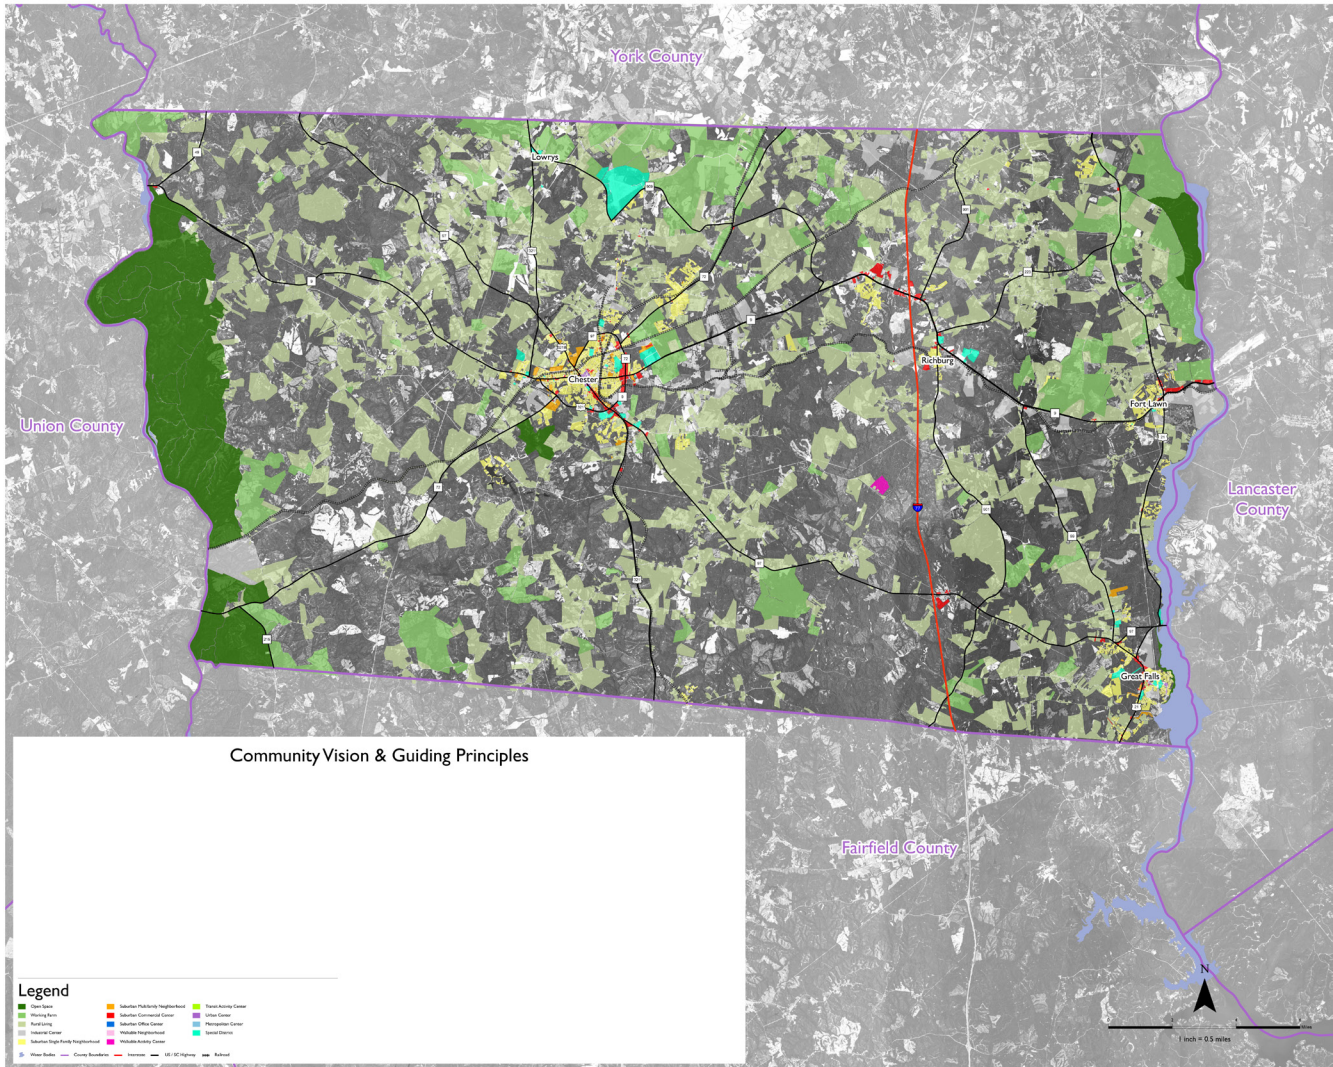 York County
Lowrys
Chester
Richburg
Fort Lawn
Union County
Lancaster
County
Great Falls
Community Vision & Guiding Principles
Fairfield County
N
Miles
1 inch = 0.5 miles
Legend
Open Space
Working Farm
Rural Living
Industrial Center
Suburban Single-Family Neighborhood
Suburban Multifamily Neighborhood
Suburban Commercial Center
Suburban Office Center
Walkable Neighborhood
Walkable Activity Center
Transit Activity Center
Urban Center
Metropolitan Center
Special District
Water Bodies
County Boundaries
Interstate
US / SC Highway
Railroad